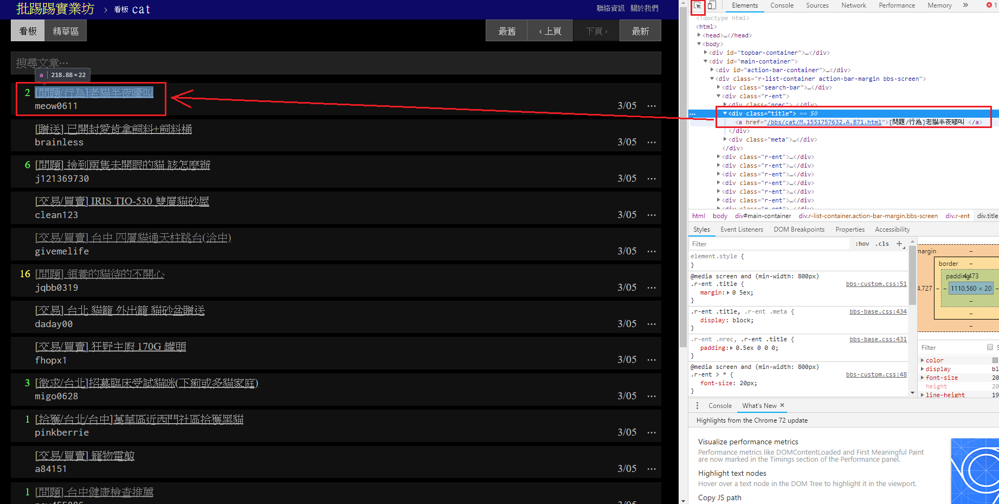 批踢踢實業坊 › 看板 cat
聯絡資訊 關於我們
看板 精華區
最舊 ‹ 上頁 下頁 › 最新
搜尋文章⋯
a 218.88×22
2 [問題/行為]老貓半夜嚎叫
meow0611
3/05 ⋯
[贈送] 已開封愛肯拿飼料+飼料桶
brainless
3/05 ⋯
6 [問題] 撿到兩隻未開眼的貓 該怎麼辦
j121369730
3/05 ⋯
[交易/買賣] IRIS TIO-530 雙層貓砂屋
clean123
3/05 ⋯
[交易/買賣] 台中 四層貓通天柱跳台(洽中)
givemelife
3/05 ⋯
16 [問題] 領養的貓待的不開心
jqbb0319
3/05 ⋯
[交易] 台北 貓籠 外出籠 貓砂盆贈送
daday00
3/05 ⋯
[交易/買賣] 狂野主廚 170G 罐頭
fhopx1
3/05 ⋯
3 [徵求/台北]招募臨床受試貓咪(下痢或多貓家庭)
migo0628
3/05 ⋯
1 [拾獲/台北/台中]萬華區近西門社區拾獲黑貓
pinkberrie
3/05 ⋯
[交易/買賣] 寵物電剪
a84151
3/05 ⋯
1 [問題] 台中健康檢查推薦
Elements Console Sources Network Performance Memory » 1
<!doctype html>
<html>
<head>…</head>
<body>
<div id="topbar-container">…</div>
<div id="main-container">
<div id="action-bar-container">…</div>
<div class="r-list-container action-bar-margin bbs-screen">
<div class="search-bar">…</div>
<div class="r-ent">
<div class="nrec">…</div>
<div class="title"> == $0
<a href="/bbs/cat/M.1551757632.A.B71.html">[問題/行為]老貓半夜嚎叫 </a>
</div>
<div class="meta">…</div>
</div>
<div class="r-ent">…</div>
<div class="r-ent">…</div>
<div class="r-ent">…</div>
<div class="r-ent">…</div>
<div class="r-ent">…</div>
<div class="r-ent">…</div>
<div class="r-ent">…</div>
html body div#main-container div.r-list-container.action-bar-margin.bbs-screen div.r-ent div.title
Styles Event Listeners DOM Breakpoints Properties Accessibility
Filter :hov .cls +
element.style {
}
@media screen and (min-width: 800px)
.r-ent .title { bbs-custom.css:51
margin: 0 5ex;
}
.r-ent .title, .r-ent .meta { bbs-base.css:434
display: block;
}
.r-ent .nrec, .r-ent .title { bbs-base.css:431
padding: 0.5ex 0 0 0;
}
@media screen and (min-width: 800px)
.r-ent > * { bbs-custom.css:48
font-size: 20px;
}
margin –
border –
padding 4.473
4.727 – – 1110.560 × 20 –
–
–
–
Filter
color
display bl
font-size 20
height 20
line-height 19
Console What's New ×
Highlights from the Chrome 72 update
Visualize performance metrics
Performance metrics like DOMContentLoaded and First Meaningful Paint
are now marked in the Timings section of the Performance panel.
Highlight text nodes
Hover over a text node in the DOM Tree to highlight it in the viewport.
Copy JS path